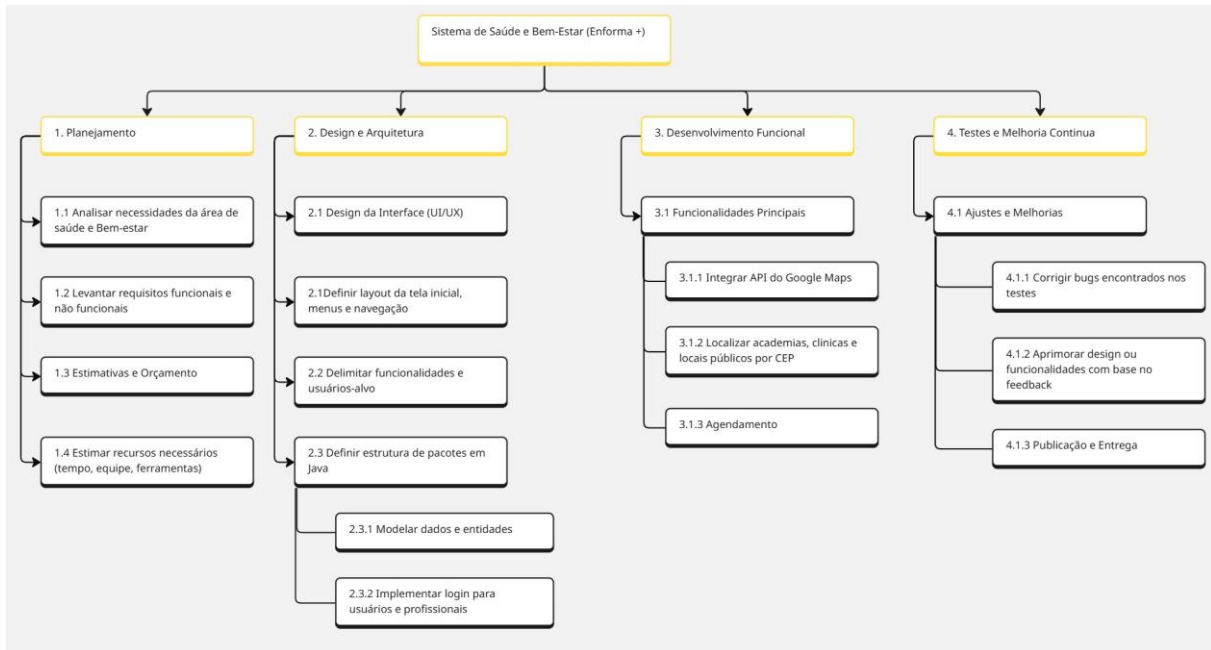 Sistema de Saúde e Bem-Estar (Enforma +)
1. Planejamento
1.1 Analisar necessidades da área de
saúde e Bem-estar
1.2 Levantar requisitos funcionais e
não funcionais
1.3 Estimativas e Orçamento
1.4 Estimar recursos necessários
(tempo, equipe, ferramentas)
2. Design e Arquitetura
2.1 Design da Interface (UI/UX)
2.1Definir layout da tela inicial,
menus e navegação
2.2 Delimitar funcionalidades e
usuários-alvo
2.3 Definir estrutura de pacotes em
Java
2.3.1 Modelar dados e entidades
2.3.2 Implementar login para
usuários e profissionais
3. Desenvolvimento Funcional
3.1 Funcionalidades Principais
3.1.1 Integrar API do Google Maps
3.1.2 Localizar academias, clinicas e
locais públicos por CEP
3.1.3 Agendamento
4. Testes e Melhoria Continua
4.1 Ajustes e Melhorias
4.1.1 Corrigir bugs encontrados nos
testes
4.1.2 Aprimorar design ou
funcionalidades com base no
feedback
4.1.3 Publicação e Entrega